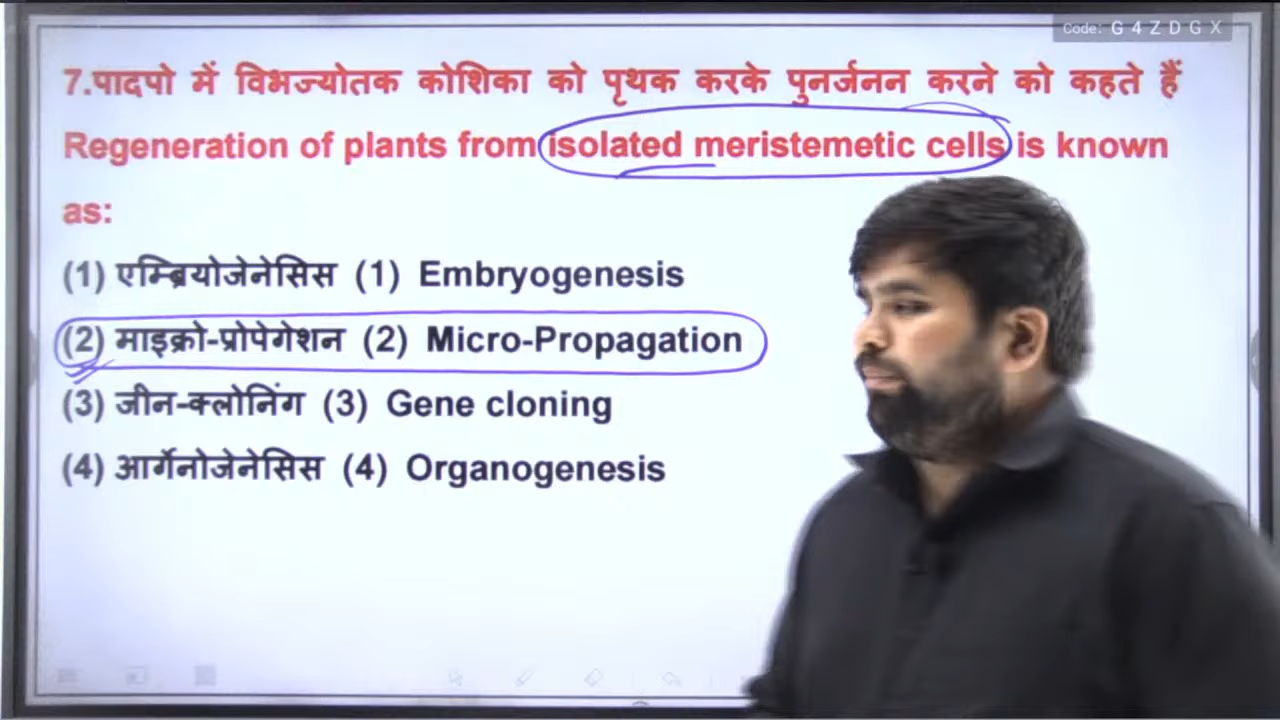 Code: G 4 Z D G X
7.पादपो में विभज्योतक कोशिका को पृथक करके पुनर्जनन करने को कहते हैं
Regeneration of plants from isolated meristemetic cells is known
as:
(1) एम्ब्रियोजेनेसिस (1) Embryogenesis
(2) माइक्रो-प्रोपेगेशन (2) Micro-Propagation
(3) जीन-क्लोनिंग (3) Gene cloning
(4) आर्गेनोजेनेसिस (4) Organogenesis